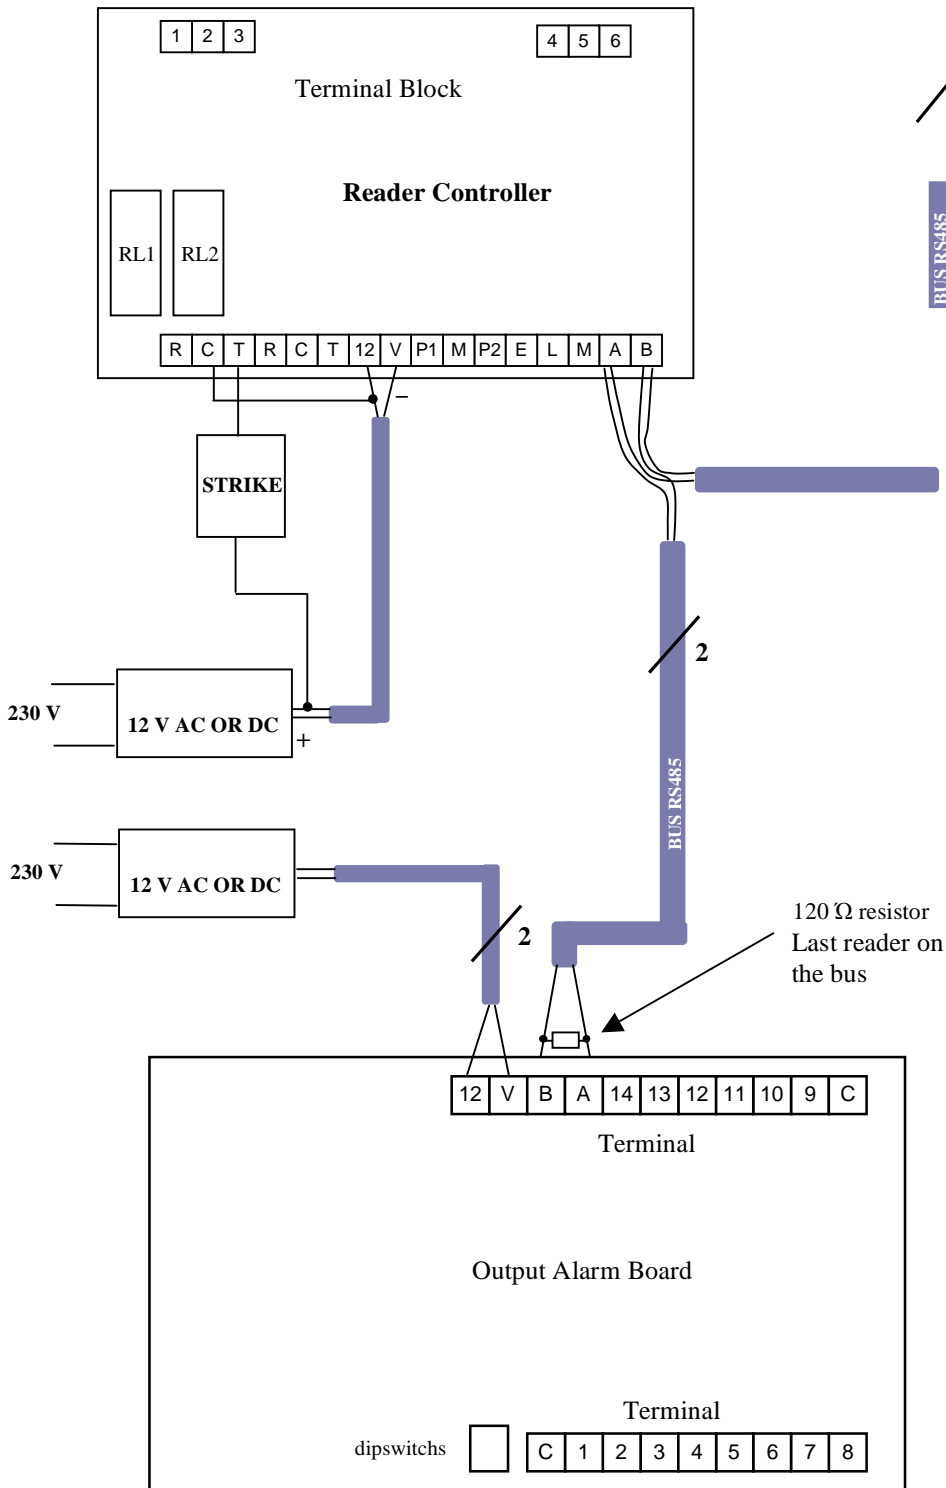 1 2 3
4 5 6
Terminal Block
Reader Controller
BUS RS485
RL1 RL2
R C T R C T 12 V P1 M P2 E L M A B
−
STRIKE
2
230 V
12 V AC OR DC
+
BUS RS485
230 V
12 V AC OR DC
2
120 Ώ resistor
Last reader on
the bus
12 V B A 14 13 12 11 10 9 C
Terminal
Output Alarm Board
Terminal
dipswitchs
C 1 2 3 4 5 6 7 8